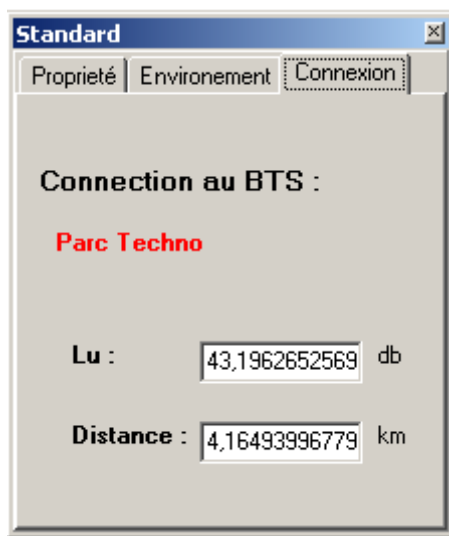 Standard
Proprieté Environement Connexion
Connection au BTS :
Parc Techno
Lu : 43,1962652569 db
Distance : 4,16493996779 km